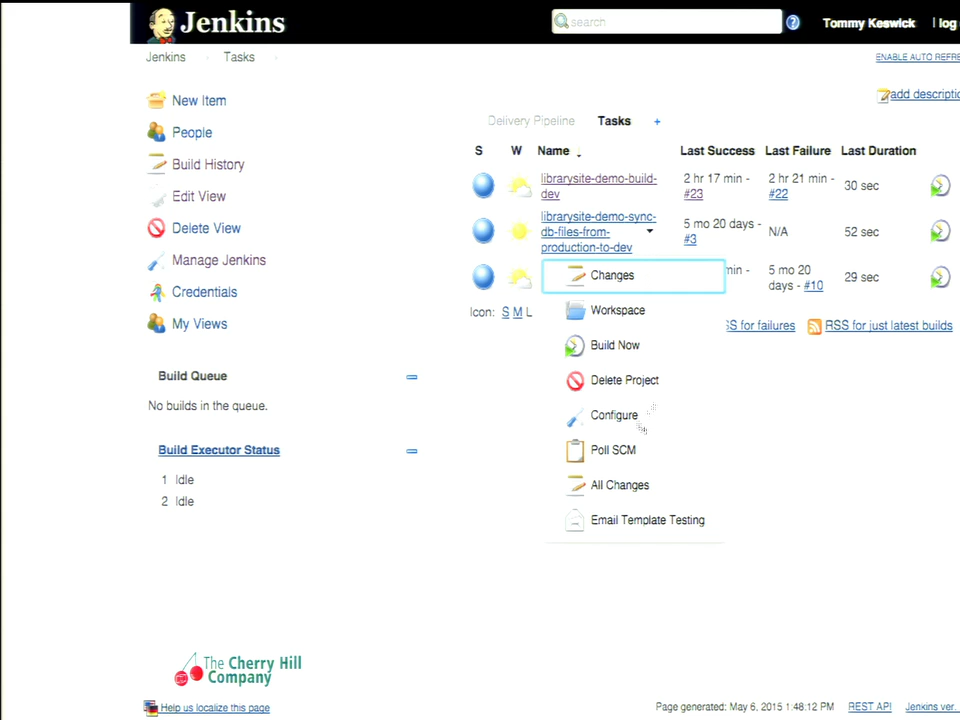 Jenkins
search
Tommy Keswick
log
Jenkins
Tasks
ENABLE AUTO REFRE
add descriptio
New Item
People
Build History
Edit View
Delete View
Manage Jenkins
Credentials
My Views
Build Queue
No builds in the queue.
Build Executor Status
1 Idle
2 Idle
Delivery Pipeline
Tasks
+
S W Name Last Success Last Failure Last Duration
librarysite-demo-build-
dev
2 hr 17 min -
#23
2 hr 21 min -
#22
30 sec
librarysite-demo-sync-
db-files-from-
production-to-dev
5 mo 20 days -
#3
N/A
52 sec
min -
5 mo 20
days - #10
29 sec
Icon: S M L
SS for failures
RSS for just latest builds
Changes
Workspace
Build Now
Delete Project
Configure
Poll SCM
All Changes
Email Template Testing
The Cherry Hill
Company
Help us localize this page
Page generated: May 6, 2015 1:48:12 PM
REST API
Jenkins ver.